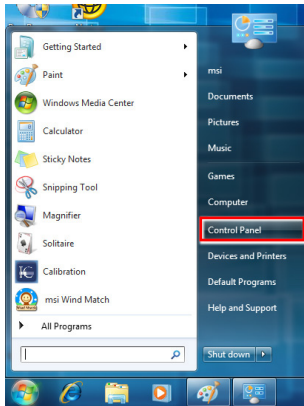 Getting Started
Paint
Windows Media Center
Calculator
Sticky Notes
Snipping Tool
Magnifier
Solitaire
Calibration
msi Wind Match
All Programs
msi
Documents
Pictures
Music
Games
Computer
Control Panel
Devices and Printers
Default Programs
Help and Support
Shut down